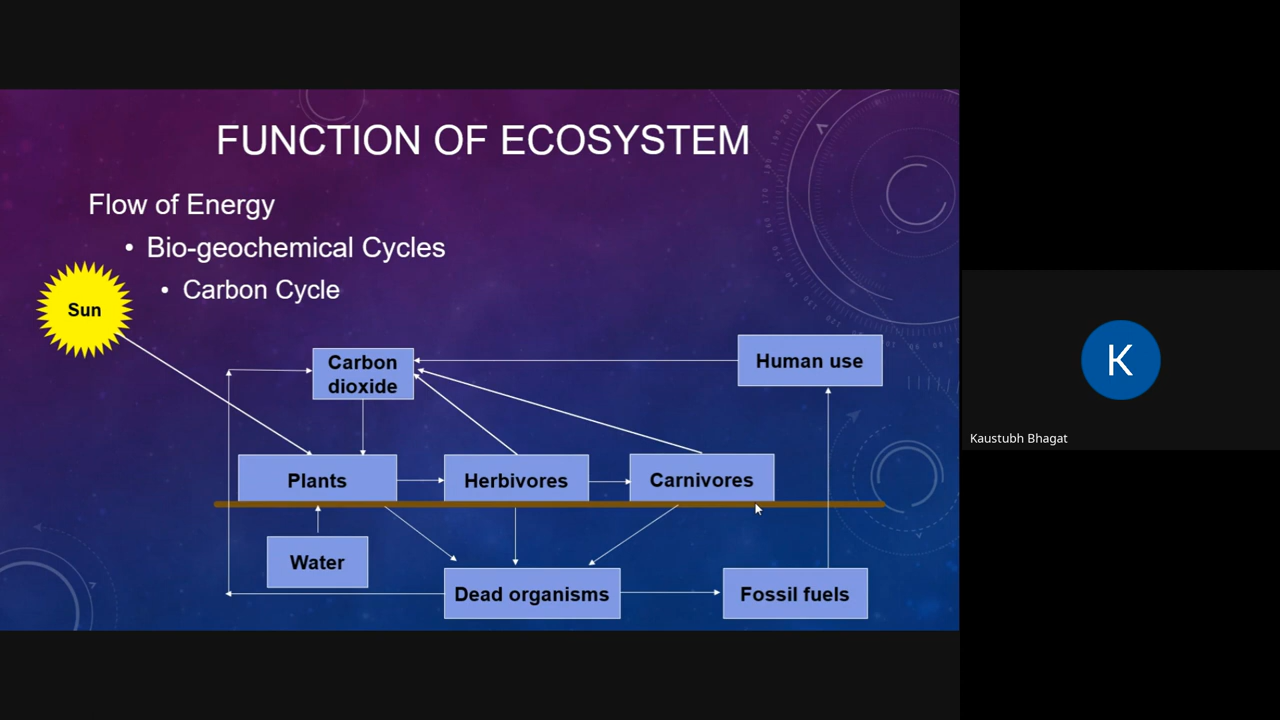 FUNCTION OF ECOSYSTEM
Flow of Energy
• Bio-geochemical Cycles
• Carbon Cycle
Sun
Carbon
dioxide
Human use
Plants
Herbivores
Carnivores
Water
Dead organisms
Fossil fuels
K
Kaustubh Bhagat